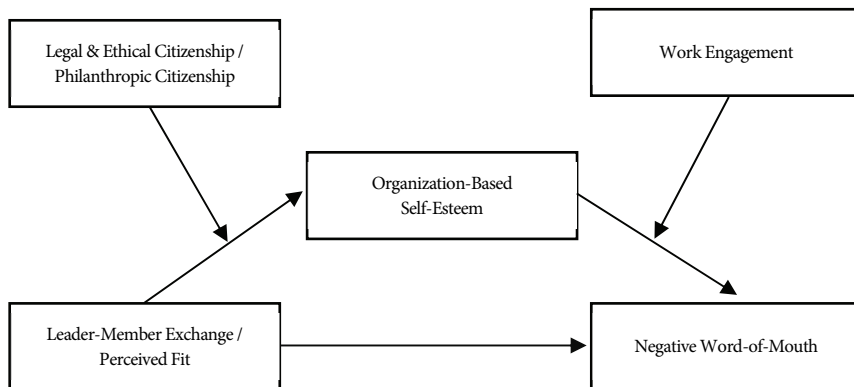 Legal & Ethical Citizenship /
Philanthropic Citizenship
Work Engagement
Organization-Based
Self-Esteem
Leader-Member Exchange /
Perceived Fit
Negative Word-of-Mouth